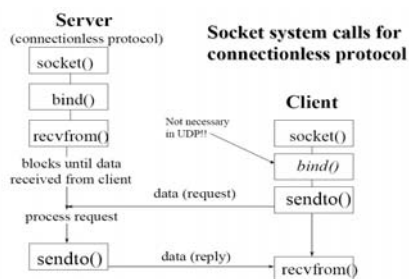 Server
(connectionless protocol)
Socket system calls for
connectionless protocol
socket()
bind()
recvfrom()
blocks until data
received from client
process request
sendto()
Client
Not necessary
in UDP!!
socket()
bind()
sendto()
data (request)
data (reply)
recvfrom()